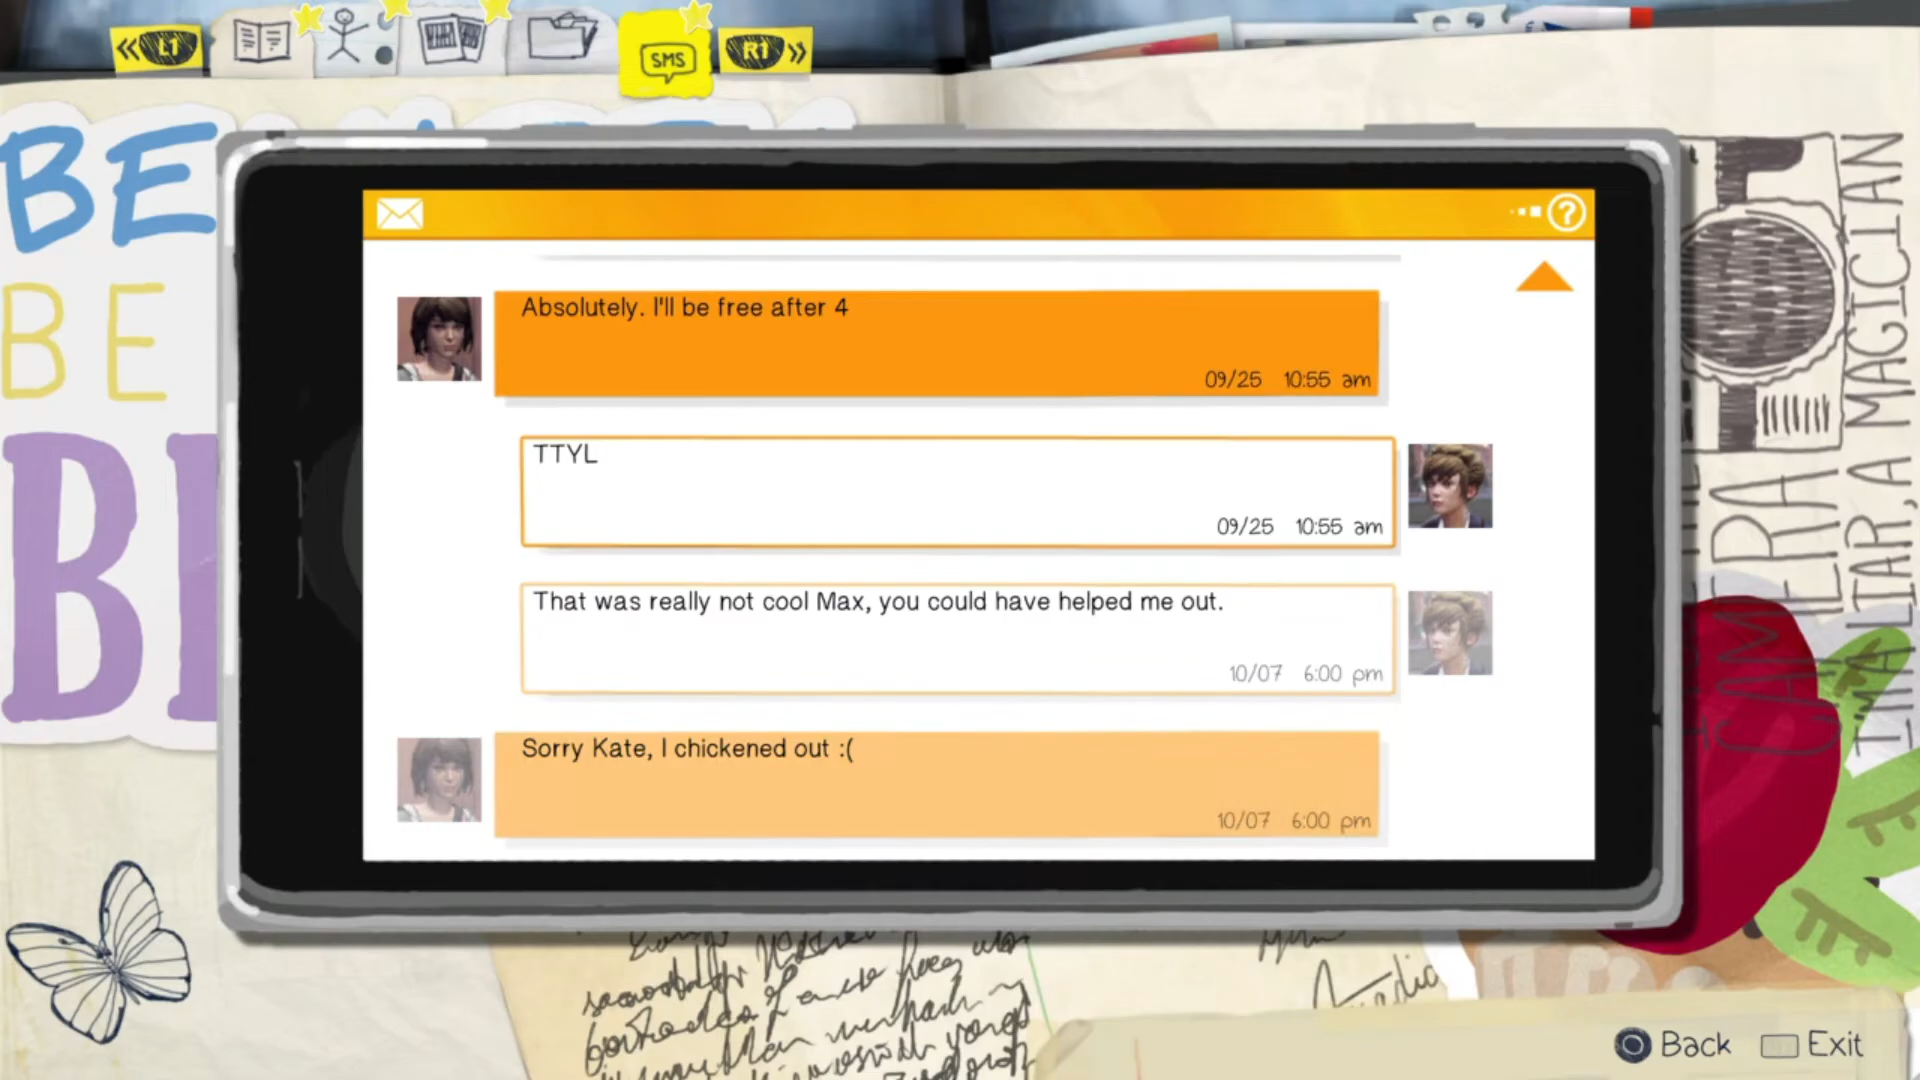 L1
SMS
R1
BE
BE
Absolutely. I'll be free after 4
09/25 10:55 am
TTYL
09/25 10:55 am
That was really not cool Max, you could have helped me out.
10/07 6:00 pm
Sorry Kate, I chickened out :(
10/07 6:00 pm
CAMERA
I'M A LIAR, A MAGICIAN
Back
Exit